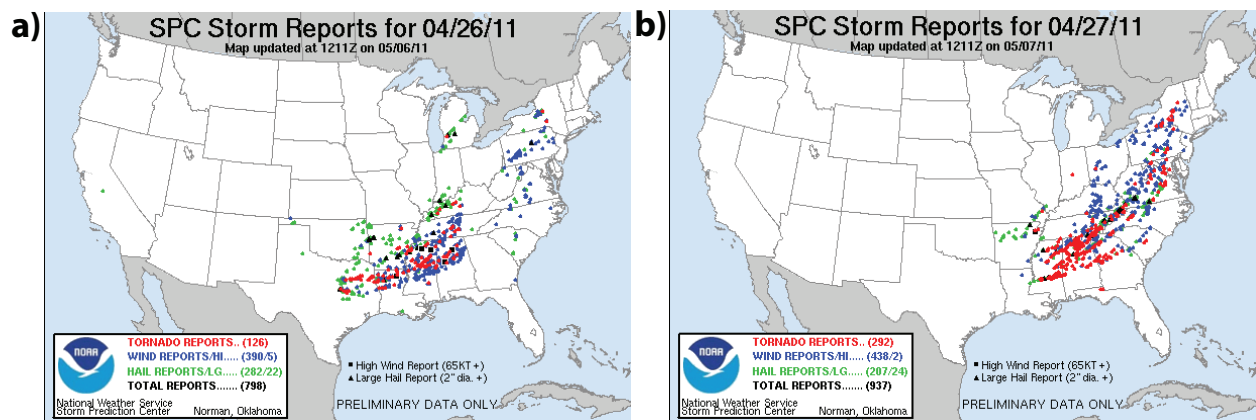 a)
SPC Storm Reports for 04/26/11
Map updated at 1211Z on 05/06/11
TORNADO REPORTS.. (126)
WIND REPORTS/HI..... (390/5)
HAIL REPORTS/LG..... (282/22)
TOTAL REPORTS....... (798)
NOAA
National Weather Service
Storm Prediction Center Norman, Oklahoma
■ High Wind Report (65KT +)
▲ Large Hail Report (2" dia. +)
PRELIMINARY DATA ONLY
b)
SPC Storm Reports for 04/27/11
Map updated at 1211Z on 05/07/11
TORNADO REPORTS.. (292)
WIND REPORTS/HI..... (438/2)
HAIL REPORTS/LG..... (207/24)
TOTAL REPORTS....... (937)
NOAA
National Weather Service
Storm Prediction Center Norman, Oklahoma
■ High Wind Report (65KT +)
▲ Large Hail Report (2" dia. +)
PRELIMINARY DATA ONLY